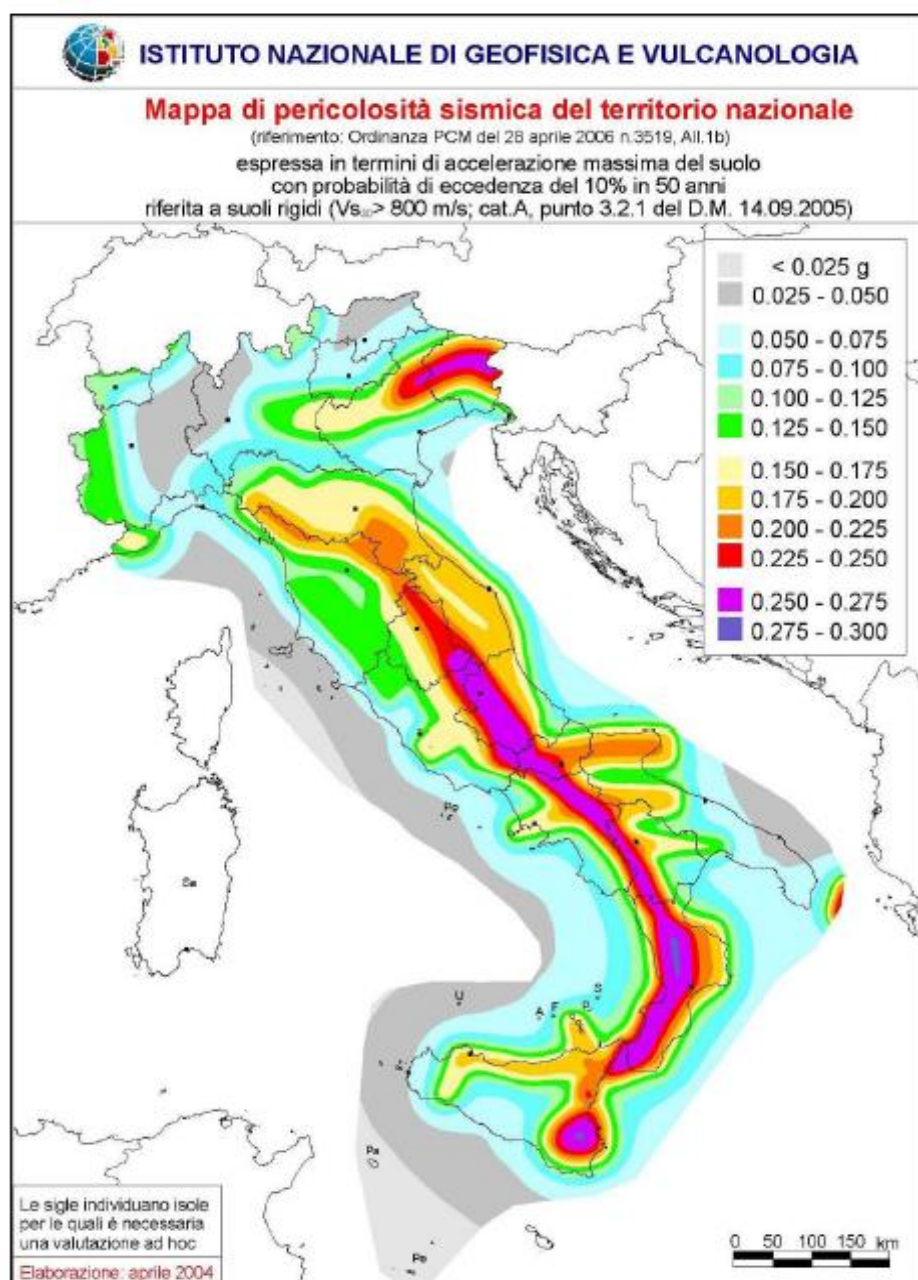 ISTITUTO NAZIONALE DI GEOFISICA E VULCANOLOGIA
Mappa di pericolosità sismica del territorio nazionale
(riferimento: Ordinanza PCM del 28 aprile 2006 n.3519, All.1b)
espressa in termini di accelerazione massima del suolo
con probabilità di eccedenza del 10% in 50 anni
riferita a suoli rigidi (Vs₃₀> 800 m/s; cat.A, punto 3.2.1 del D.M. 14.09.2005)
< 0.025 g
0.025 - 0.050
0.050 - 0.075
0.075 - 0.100
0.100 - 0.125
0.125 - 0.150
0.150 - 0.175
0.175 - 0.200
0.200 - 0.225
0.225 - 0.250
0.250 - 0.275
0.275 - 0.300
Po
Sa
U
A
F
S
P
Pa
Pe
Le sigle individuano isole
per le quali é necessaria
una valutazione ad hoc
Elaborazione: aprile 2004
0 50 100 150 km